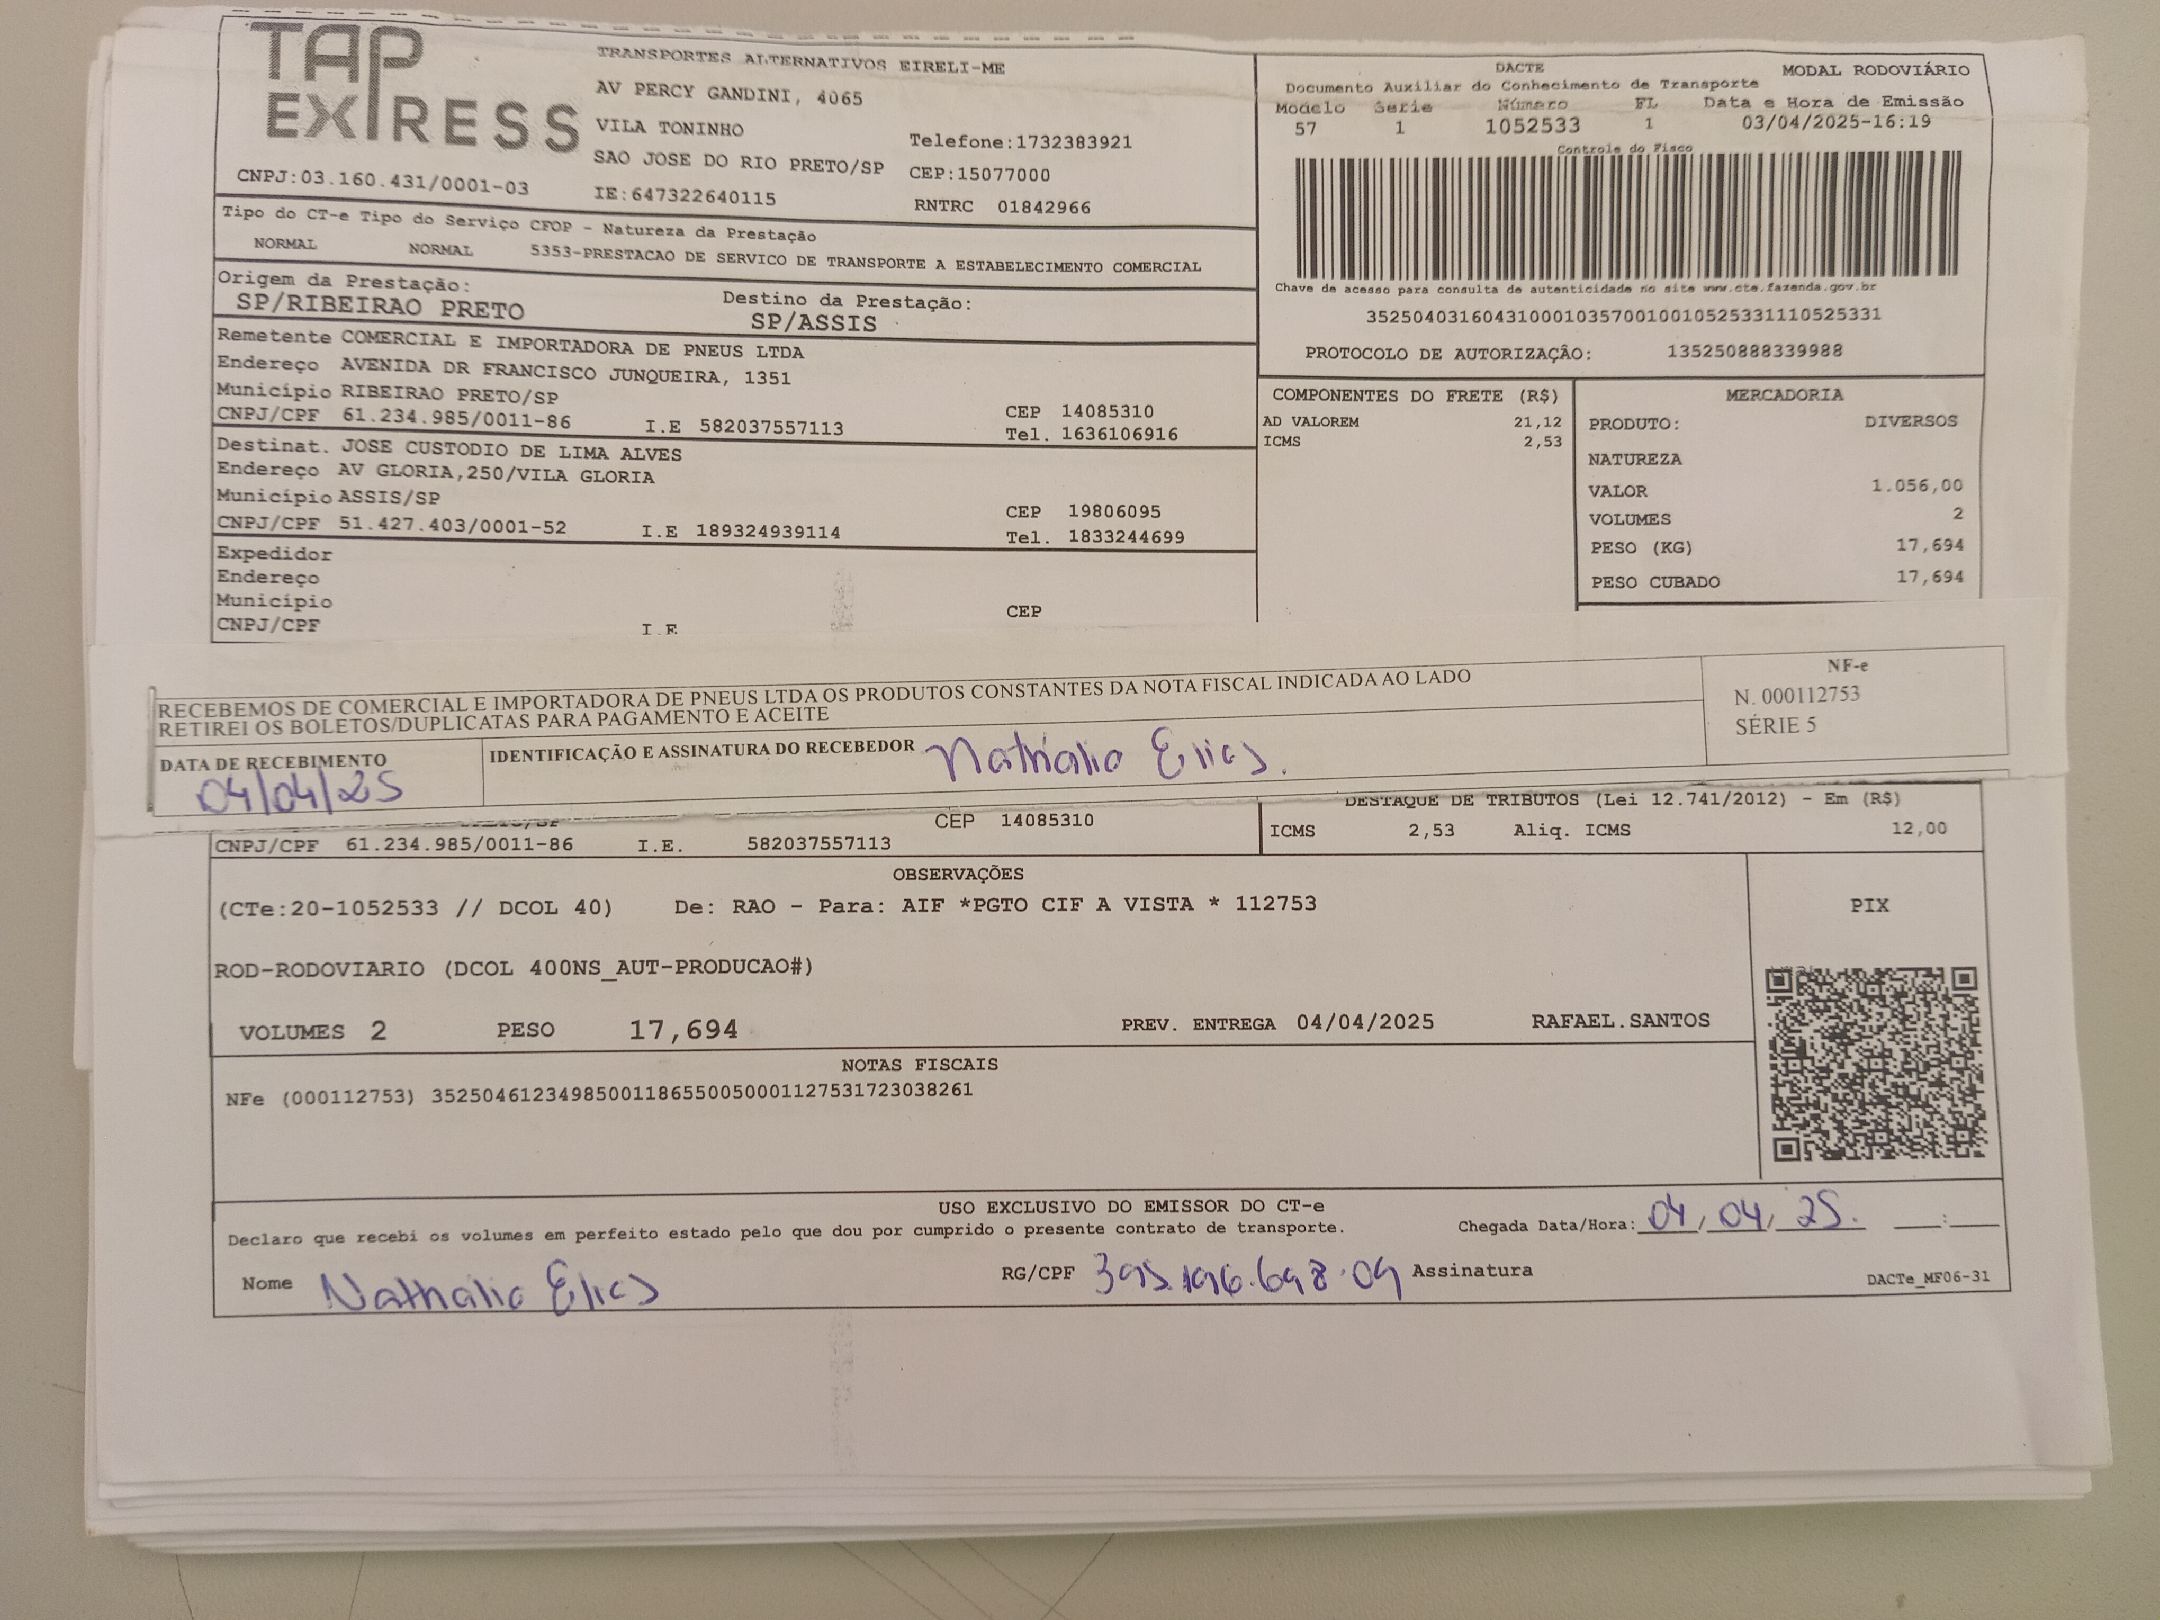 TAP EXPRESS
TRANSPORTES ALTERNATIVOS EIRELI-ME
AV PERCY GANDINI, 4065
VILA TONINHO
Telefone:1732383921
SAO JOSE DO RIO PRETO/SP
CEP:15077000
CNPJ:03.160.431/0001-03
IE:647322640115
RNTRC 01842966
DACTE
MODAL RODOVIÁRIO
Documento Auxiliar do Conhecimento de Transporte
Modelo Serie Número FL Data e Hora de Emissão
57 1 1052533 1 03/04/2025-16:19
Controle do Fisco
Chave de acesso para consulta de autenticidade no site www.cte.fazenda.gov.br
35250403160431000103570010010525331110525331
PROTOCOLO DE AUTORIZAÇÃO: 135250888339988
Tipo do CT-e Tipo do Serviço CFOP - Natureza da Prestação
NORMAL NORMAL 5353-PRESTACAO DE SERVICO DE TRANSPORTE A ESTABELECIMENTO COMERCIAL
Origem da Prestação:
SP/RIBEIRAO PRETO
Destino da Prestação:
SP/ASSIS
Remetente COMERCIAL E IMPORTADORA DE PNEUS LTDA
Endereço AVENIDA DR FRANCISCO JUNQUEIRA, 1351
Município RIBEIRAO PRETO/SP
CEP 14085310
CNPJ/CPF 61.234.985/0011-86 I.E 582037557113
Tel. 1636106916
Destinat. JOSE CUSTODIO DE LIMA ALVES
Endereço AV GLORIA,250/VILA GLORIA
Município ASSIS/SP
CEP 19806095
CNPJ/CPF 51.427.403/0001-52 I.E 189324939114
Tel. 1833244699
Expedidor
Endereço
Município
CEP
CNPJ/CPF I.E
COMPONENTES DO FRETE (R$)
AD VALOREM 21,12
ICMS 2,53
MERCADORIA
PRODUTO: DIVERSOS
NATUREZA
VALOR 1.056,00
VOLUMES 2
PESO (KG) 17,694
PESO CUBADO 17,694
RECEBEMOS DE COMERCIAL E IMPORTADORA DE PNEUS LTDA OS PRODUTOS CONSTANTES DA NOTA FISCAL INDICADA AO LADO
RETIREI OS BOLETOS/DUPLICATAS PARA PAGAMENTO E ACEITE
NF-e
N. 000112753
SÉRIE 5
DATA DE RECEBIMENTO
04/04/25
IDENTIFICAÇÃO E ASSINATURA DO RECEBEDOR Nathalia Elias.
CEP 14085310
CNPJ/CPF 61.234.985/0011-86 I.E. 582037557113
DESTAQUE DE TRIBUTOS (Lei 12.741/2012) - Em (R$)
ICMS 2,53 Aliq. ICMS 12,00
OBSERVAÇÕES
(CTe:20-1052533 // DCOL 40) De: RAO - Para: AIF *PGTO CIF A VISTA * 112753
ROD-RODOVIARIO (DCOL 400NS_AUT-PRODUCAO#)
VOLUMES 2 PESO 17,694 PREV. ENTREGA 04/04/2025 RAFAEL.SANTOS
PIX
NOTAS FISCAIS
NFe (000112753) 35250461234985001186550050001127531723038261
USO EXCLUSIVO DO EMISSOR DO CT-e
Declaro que recebi os volumes em perfeito estado pelo que dou por cumprido o presente contrato de transporte.
Chegada Data/Hora: 04, 04, 25. __:__
Nome Nathalia Elias RG/CPF 395.196.698.09 Assinatura
DACTe_MF06-31